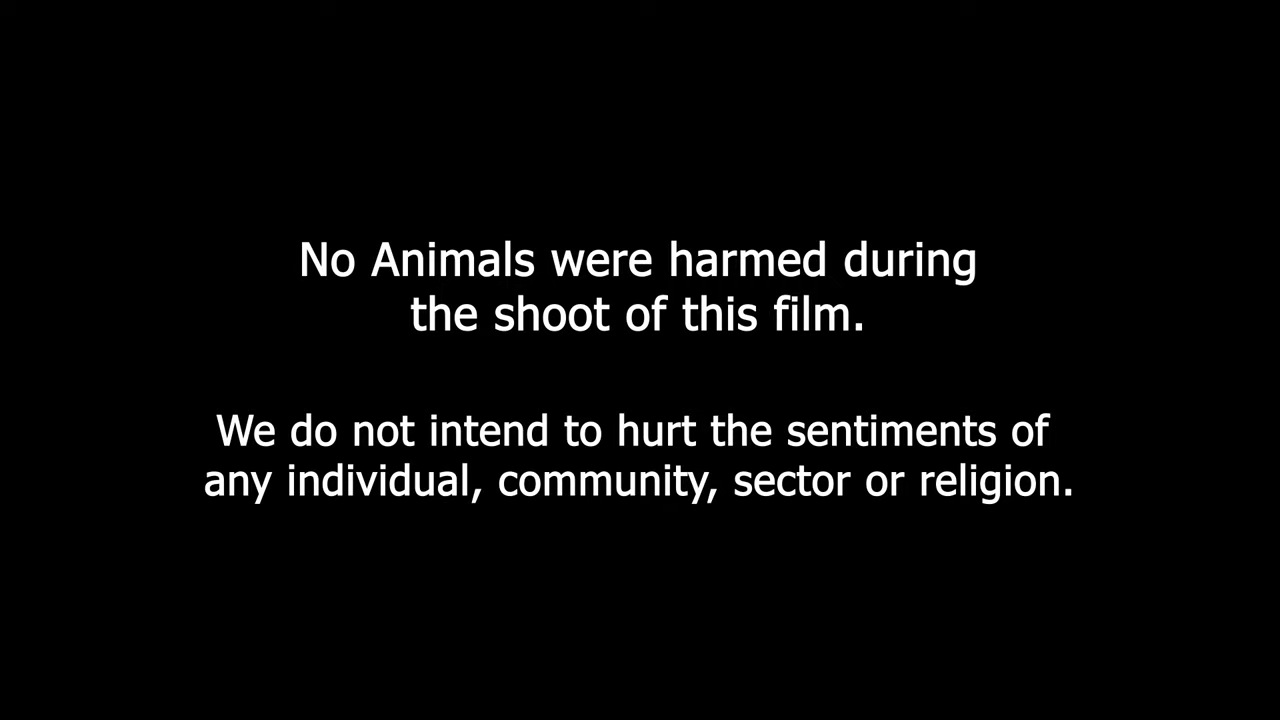 No Animals were harmed during
the shoot of this film.
We do not intend to hurt the sentiments of
any individual, community, sector or religion.